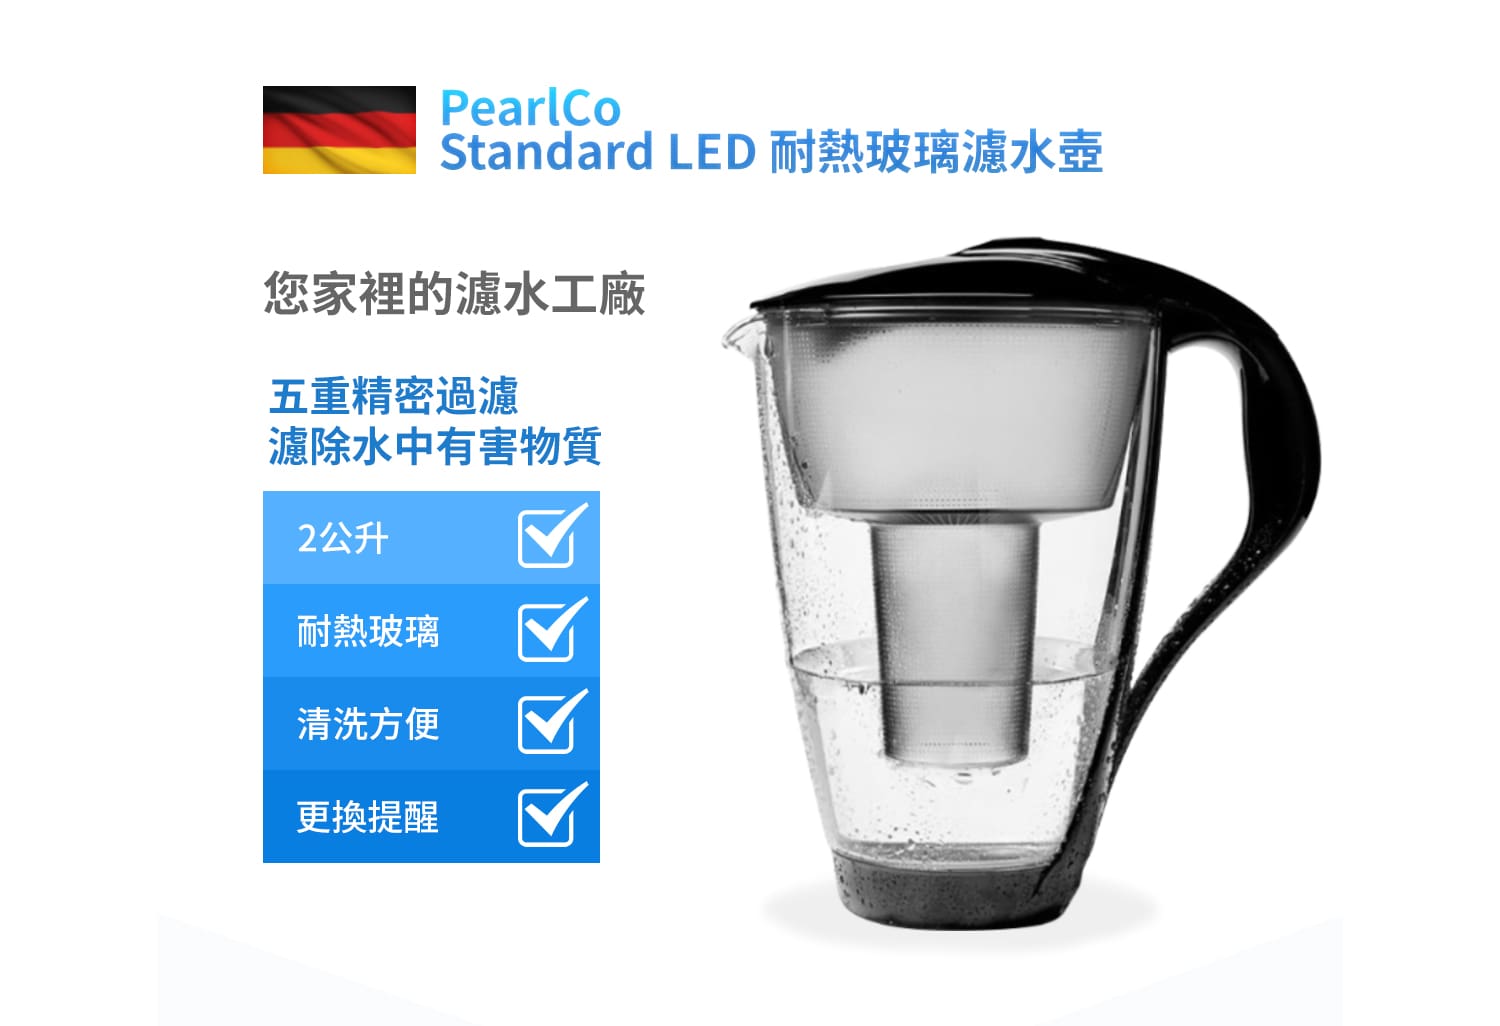 PearlCo
Standard LED 耐熱玻璃濾水壺
您家裡的濾水工廠
五重精密過濾
濾除水中有害物質
2公升
耐熱玻璃
清洗方便
更換提醒